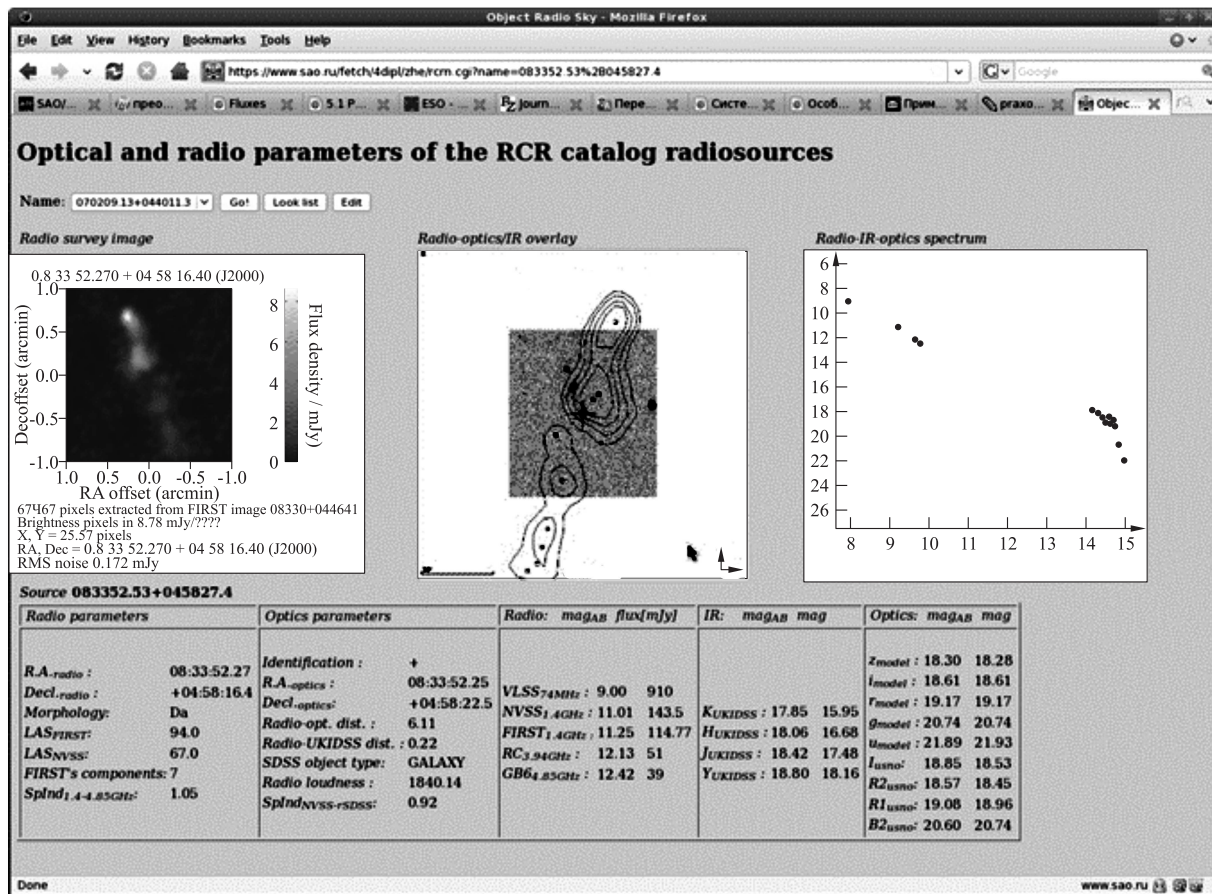 Object Radio Sky - Mozilla Firefox
File Edit View History Bookmarks Tools Help
https://www.sao.ru/fetch/4dipl/zhe/rcrn.cgi?name=083352.53%2B045827.4
Google
SAO/... прео... Fluxes 5.1 P... ESO - ... Journ... Пере... Систе... Особ... Прим... praxo... Objec...
Optical and radio parameters of the RCR catalog radiosources
Name: 070209.13+044011.3 Go! Look list Edit
Radio survey image
Radio-optics/IR overlay
Radio-IR-optics spectrum
0.8 33 52.270 + 04 58 16.40 (J2000)
1.0
0.5
0.0
-0.5
-1.0
Decoffset (arcmin)
1.0 0.5 0.0 -0.5 -1.0
RA offset (arcmin)
8
6
4
2
0
Flux density / mJy)
67Ч67 pixels extracted from FIRST image 08330+044641
Brightness pixels in 8.78 mJy/????
X, Y = 25.57 pixels
RA, Dec = 0.8 33 52.270 + 04 58 16.40 (J2000)
RMS noise 0.172 mJy
6
8
10
12
14
16
18
20
22
24
26
8 9 10 11 12 13 14 15
Source 083352.53+045827.4
Radio parameters
R.A.radio : 08:33:52.27
Decl.radio : +04:58:16.4
Morphology: Da
LASFIRST: 94.0
LASNVSS: 67.0
FIRST's components: 7
SpInd1.4-4.85GHz: 1.05
Optics parameters
Identification : +
R.A.optics : 08:33:52.25
Decl.optics: +04:58:22.5
Radio-opt. dist. : 6.11
Radio-UKIDSS dist. : 0.22
SDSS object type: GALAXY
Radio loudness : 1840.14
SpIndNVSS-rSDSS: 0.92
Radio: magAB flux[mJy]
VLSS74MHz : 9.00 910
NVSS1.4GHz : 11.01 143.5
FIRST1.4GHz : 11.25 114.77
RC3.94GHz : 12.13 51
GB64.85GHz : 12.42 39
IR: magAB mag
KUKIDSS : 17.85 15.95
HUKIDSS : 18.06 16.68
JUKIDSS : 18.42 17.48
YUKIDSS : 18.80 18.16
Optics: magAB mag
zmodel : 18.30 18.28
imodel : 18.61 18.61
rmodel : 19.17 19.17
gmodel : 20.74 20.74
umodel : 21.89 21.93
Iusno: 18.85 18.53
R2usno: 18.57 18.45
R1usno: 19.08 18.96
B2usno: 20.60 20.74
Done
www.sao.ru